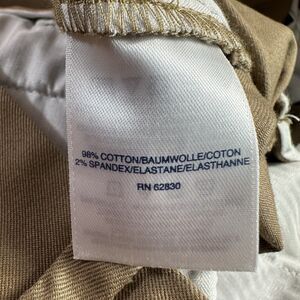 98% COTTON/BAUMWOLLE/COTON
2% SPANDEX/ELASTANE/ELASTHANNE
RN 62830